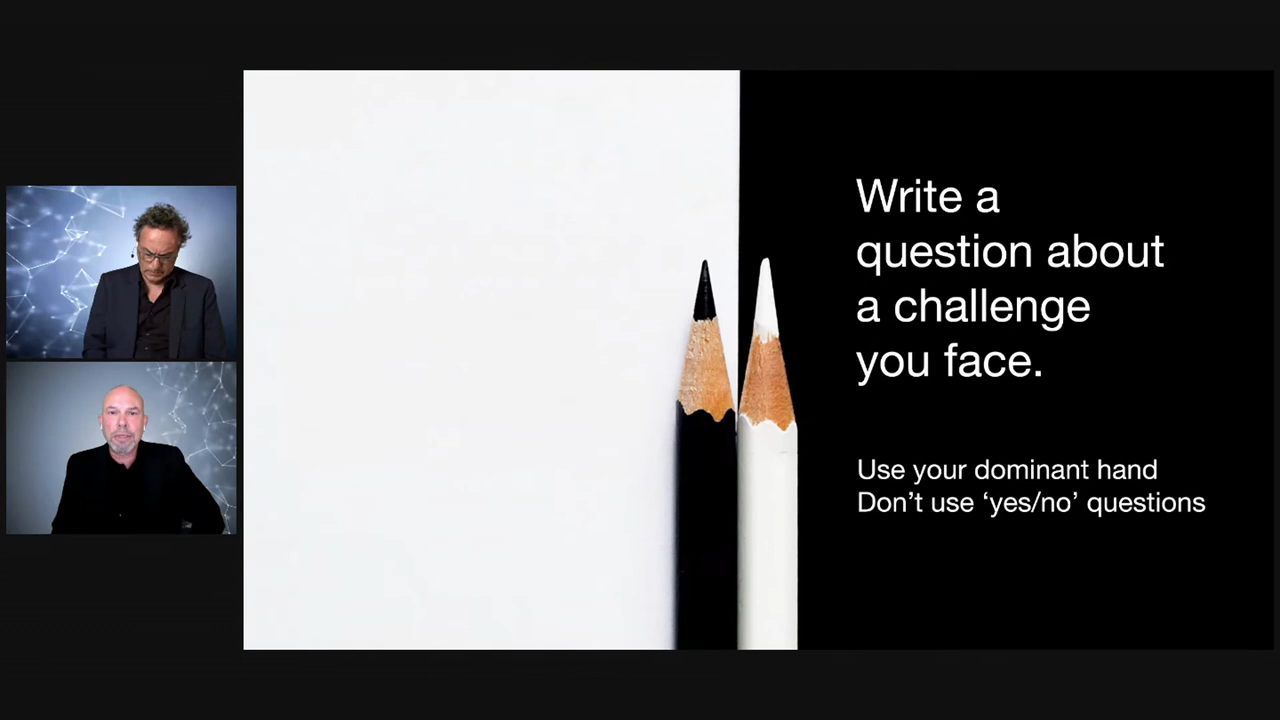 Write a
question about
a challenge
you face.
Use your dominant hand
Don’t use ‘yes/no’ questions